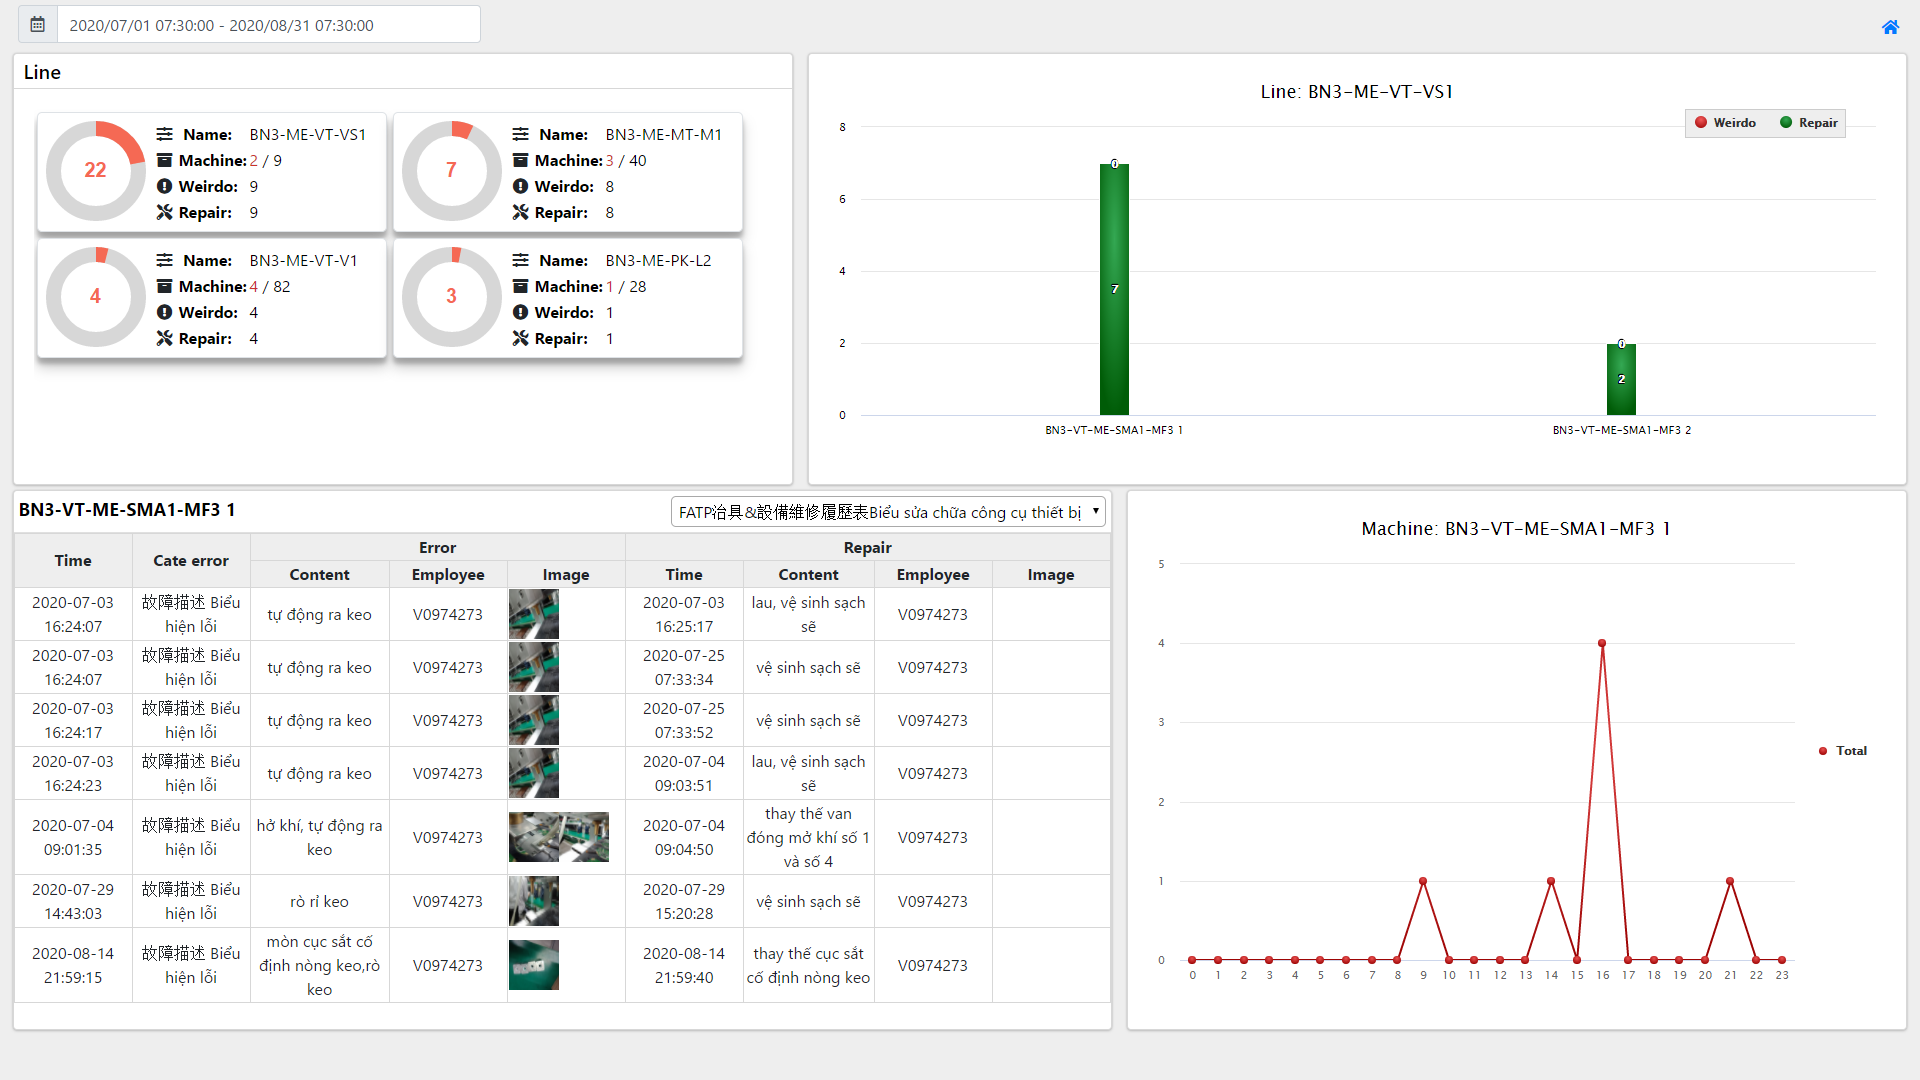 2020/07/01 07:30:00 - 2020/08/31 07:30:00
Line
22
Name: BN3-ME-VT-VS1
Machine: 2 / 9
Weirdo: 9
Repair: 9
7
Name: BN3-ME-MT-M1
Machine: 3 / 40
Weirdo: 8
Repair: 8
4
Name: BN3-ME-VT-V1
Machine: 4 / 82
Weirdo: 4
Repair: 4
3
Name: BN3-ME-PK-L2
Machine: 1 / 28
Weirdo: 1
Repair: 1
Line: BN3-ME-VT-VS1
Weirdo Repair
8
6
4
2
0
0
7
0
2
BN3-VT-ME-SMA1-MF3 1
BN3-VT-ME-SMA1-MF3 2
BN3-VT-ME-SMA1-MF3 1
FATP治具&設備維修履歷表Biểu sửa chữa công cụ thiết bị
Time Cate error Error Repair
Content Employee Image Time Content Employee Image
2020-07-03 故障描述 Biểu tự động ra keo V0974273 2020-07-03 lau, vệ sinh sạch V0974273
16:24:07 hiện lỗi 16:25:17 sẽ
2020-07-03 故障描述 Biểu tự động ra keo V0974273 2020-07-25 vệ sinh sạch sẽ V0974273
16:24:07 hiện lỗi 07:33:34
2020-07-03 故障描述 Biểu tự động ra keo V0974273 2020-07-25 vệ sinh sạch sẽ V0974273
16:24:17 hiện lỗi 07:33:52
2020-07-03 故障描述 Biểu tự động ra keo V0974273 2020-07-04 lau, vệ sinh sạch V0974273
16:24:23 hiện lỗi 09:03:51 sẽ
2020-07-04 故障描述 Biểu hở khí, tự động ra V0974273 2020-07-04 thay thế van V0974273
09:01:35 hiện lỗi keo 09:04:50 đóng mở khí số 1
và số 4
2020-07-29 故障描述 Biểu rò rỉ keo V0974273 2020-07-29 vệ sinh sạch sẽ V0974273
14:43:03 hiện lỗi 15:20:28
2020-08-14 故障描述 Biểu mòn cục sắt cố V0974273 2020-08-14 thay thế cục sắt V0974273
21:59:15 hiện lỗi định nòng keo,rò 21:59:40 cố định nòng keo
keo
Machine: BN3-VT-ME-SMA1-MF3 1
5
4
3
2
1
0
0 1 2 3 4 5 6 7 8 9 10 11 12 13 14 15 16 17 18 19 20 21 22 23
Total